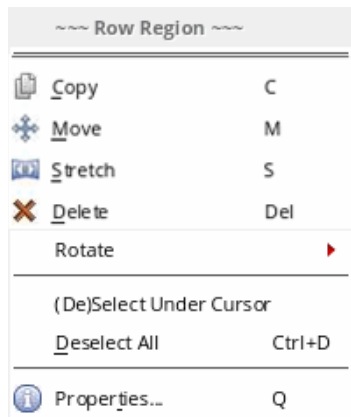 ~~~ Row Region ~~~
Copy C
Move M
Stretch S
Delete Del
Rotate
(De)Select Under Cursor
Deselect All Ctrl+D
Properties... Q